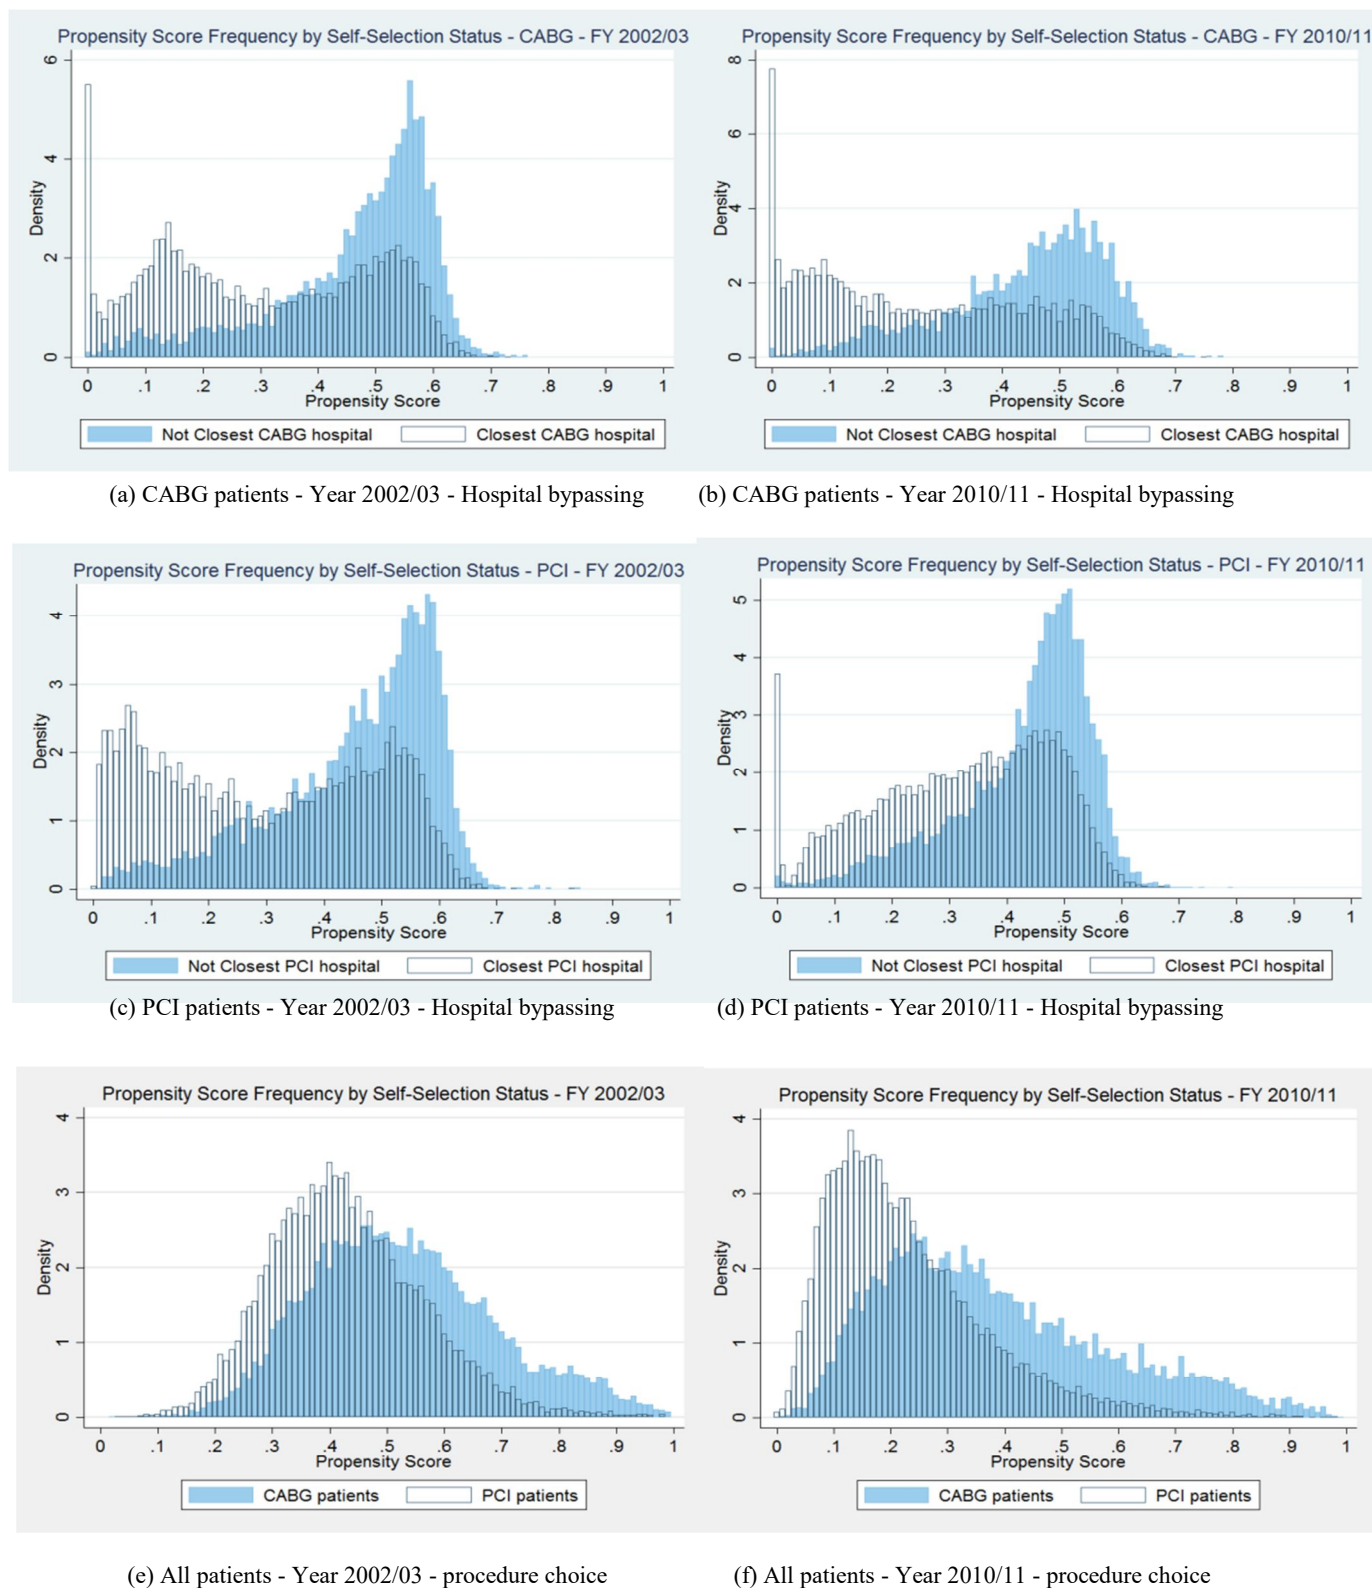 Propensity Score Frequency by Self-Selection Status - CABG - FY 2002/03
6
4
2
0
Density
0 .1 .2 .3 .4 .5 .6 .7 .8 .9 1
Propensity Score
Not Closest CABG hospital Closest CABG hospital
Propensity Score Frequency by Self-Selection Status - CABG - FY 2010/11
8
6
4
2
0
Density
0 .1 .2 .3 .4 .5 .6 .7 .8 .9 1
Propensity Score
Not Closest CABG hospital Closest CABG hospital
(a) CABG patients - Year 2002/03 - Hospital bypassing
(b) CABG patients - Year 2010/11 - Hospital bypassing
Propensity Score Frequency by Self-Selection Status - PCI - FY 2002/03
4
3
2
1
0
Density
0 .1 .2 .3 .4 .5 .6 .7 .8 .9 1
Propensity Score
Not Closest PCI hospital Closest PCI hospital
Propensity Score Frequency by Self-Selection Status - PCI - FY 2010/11
5
4
3
2
1
0
Density
0 .1 .2 .3 .4 .5 .6 .7 .8 .9 1
Propensity Score
Not Closest PCI hospital Closest PCI hospital
(c) PCI patients - Year 2002/03 - Hospital bypassing
(d) PCI patients - Year 2010/11 - Hospital bypassing
Propensity Score Frequency by Self-Selection Status - FY 2002/03
4
3
2
1
0
Density
0 .1 .2 .3 .4 .5 .6 .7 .8 .9 1
Propensity Score
CABG patients PCI patients
Propensity Score Frequency by Self-Selection Status - FY 2010/11
4
3
2
1
0
Density
0 .1 .2 .3 .4 .5 .6 .7 .8 .9 1
Propensity Score
CABG patients PCI patients
(e) All patients - Year 2002/03 - procedure choice
(f) All patients - Year 2010/11 - procedure choice